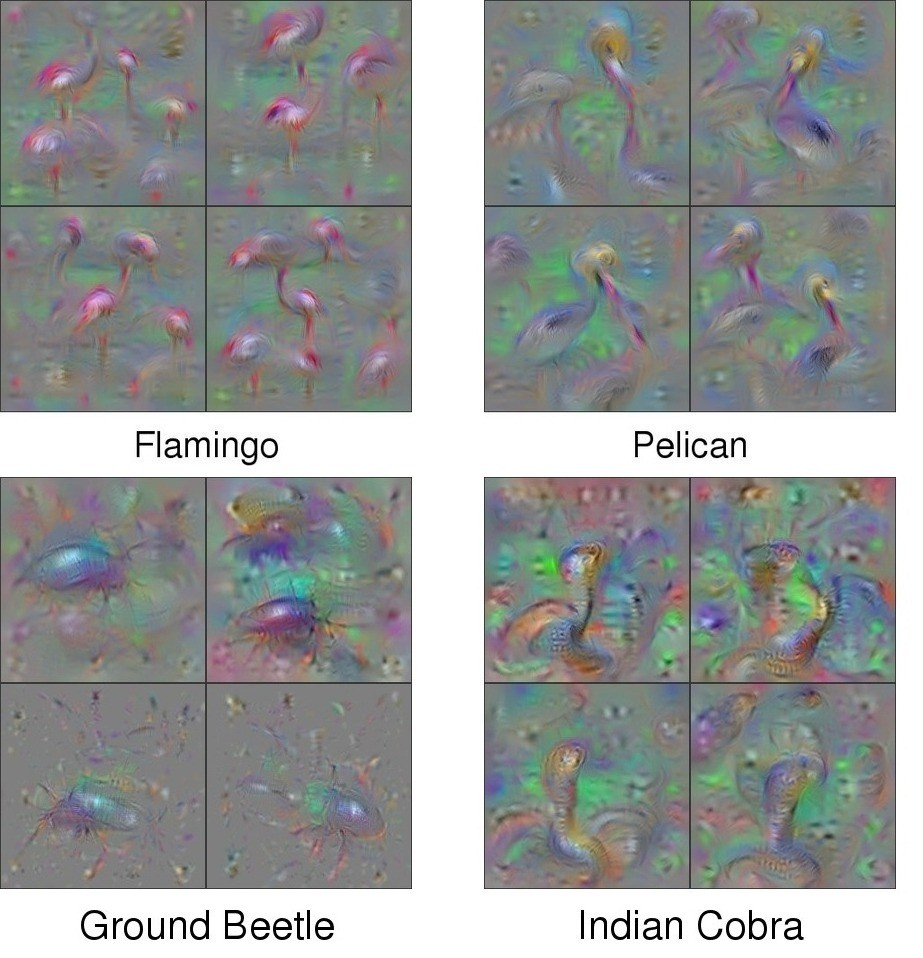 Flamingo
Pelican
Ground Beetle
Indian Cobra